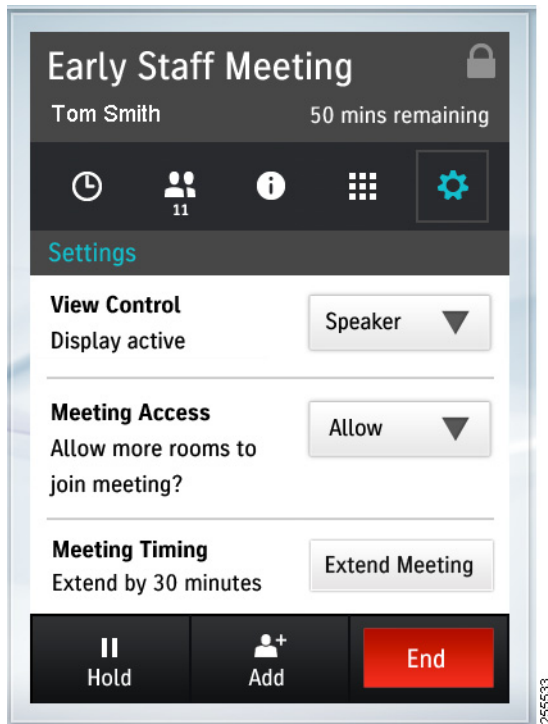 Early Staff Meeting
Tom Smith 50 mins remaining
11
Settings
View Control
Display active
Speaker
Meeting Access
Allow more rooms to
join meeting?
Allow
Meeting Timing
Extend by 30 minutes
Extend Meeting
Hold
Add
End
255533